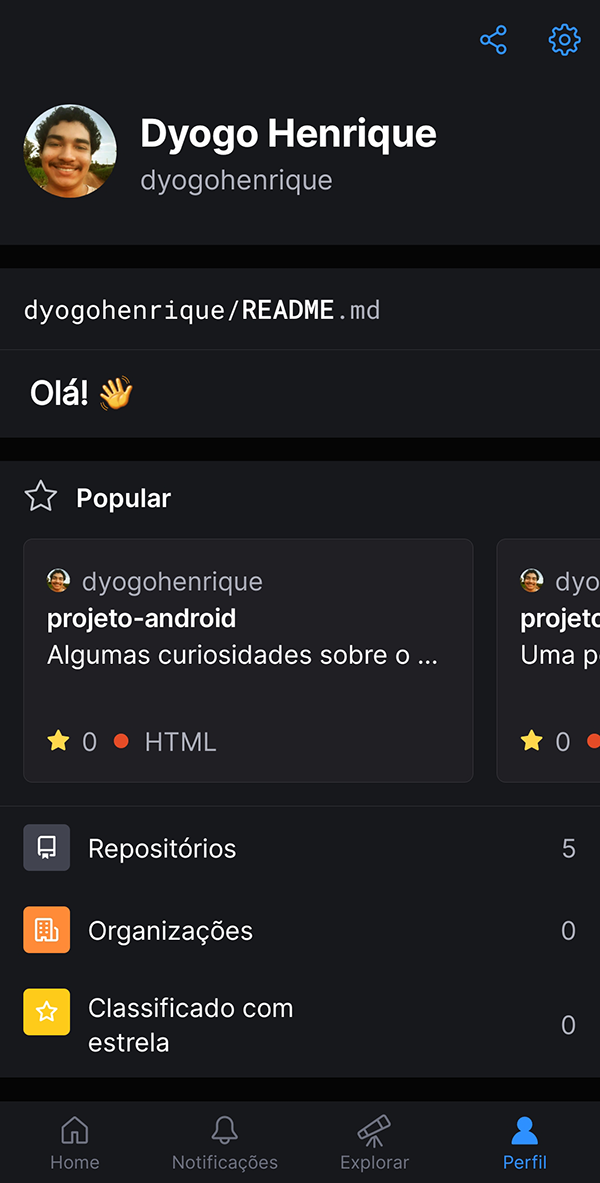 Dyogo Henrique
dyogohenrique
dyogohenrique/README.md
Olá! 👋
Popular
dyogohenrique
projeto-android
Algumas curiosidades sobre o ...
0 HTML
dyo
projeto
Uma p
0
Repositórios 5
Organizações 0
Classificado com
estrela 0
Home Notificações Explorar Perfil